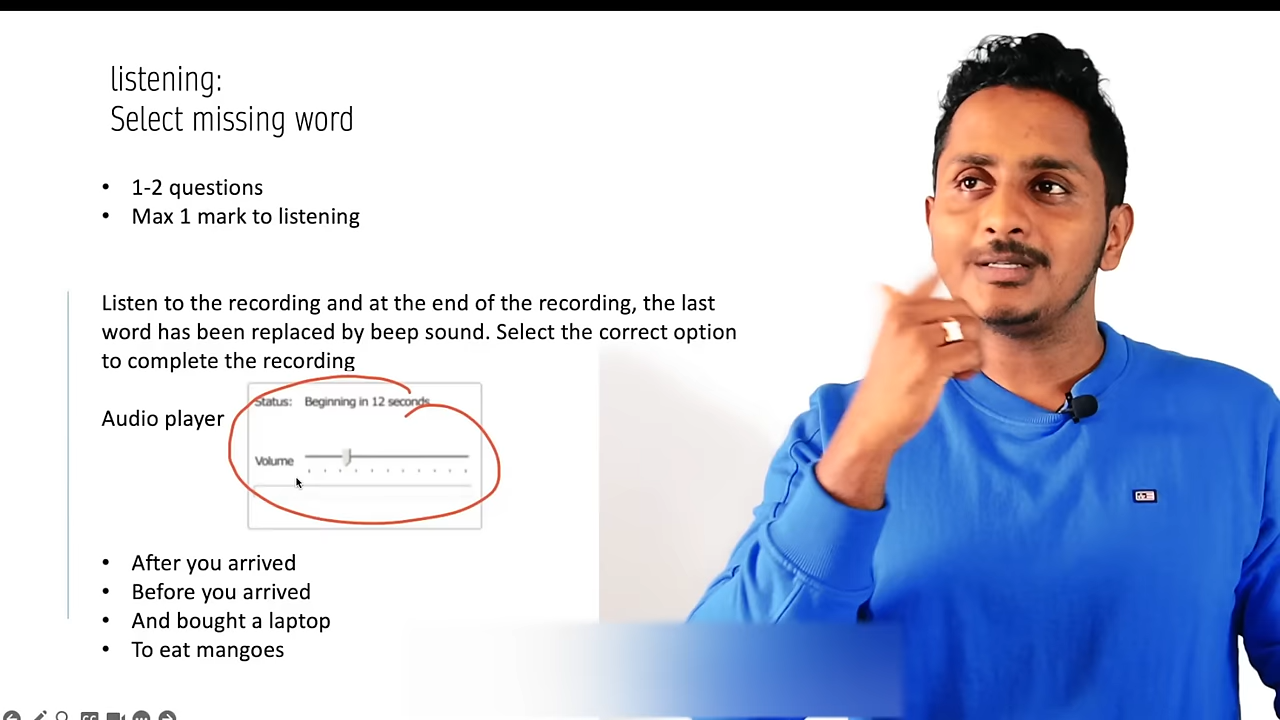 listening:
Select missing word
• 1-2 questions
• Max 1 mark to listening
Listen to the recording and at the end of the recording, the last
word has been replaced by beep sound. Select the correct option
to complete the recording
Status: Beginning in 12 seconds
Audio player
Volume
• After you arrived
• Before you arrived
• And bought a laptop
• To eat mangoes